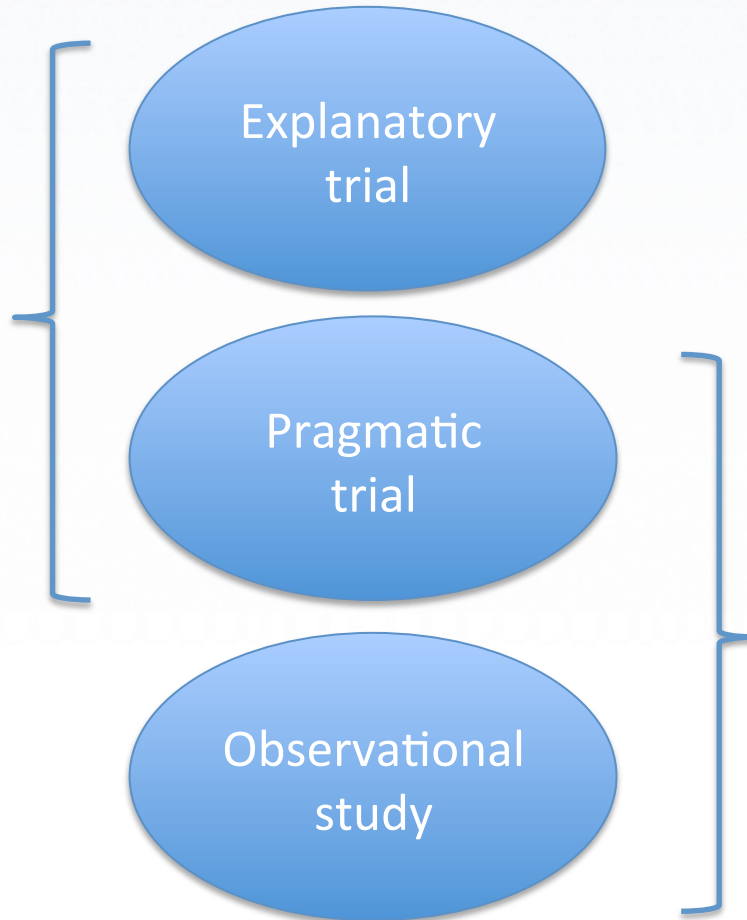 Explanatory
trial
Pragmatic
trial
Observational
study